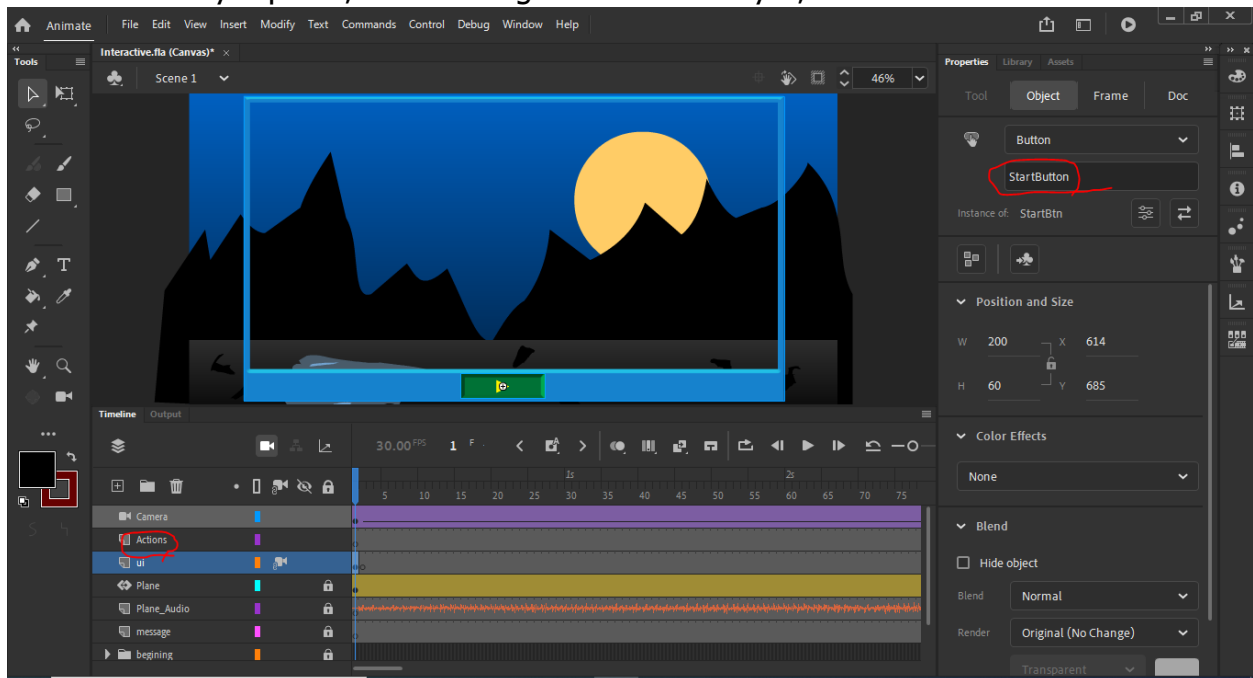 Animate File Edit View Insert Modify Text Commands Control Debug Window Help
Interactive.fla (Canvas)* ×
Tools
Scene 1
46%
Properties Library Assets
Tool Object Frame Doc
Button
StartButton
Instance of: StartBtn
Position and Size
W 200 X 614
H 60 Y 685
Color Effects
None
Blend
Hide object
Blend Normal
Render Original (No Change)
Transparent
Timeline Output
30.00 FPS 1 F
1s 2s
5 10 15 20 25 30 35 40 45 50 55 60 65 70 75
Camera
Actions
ui
Plane
Plane_Audio
message
begining